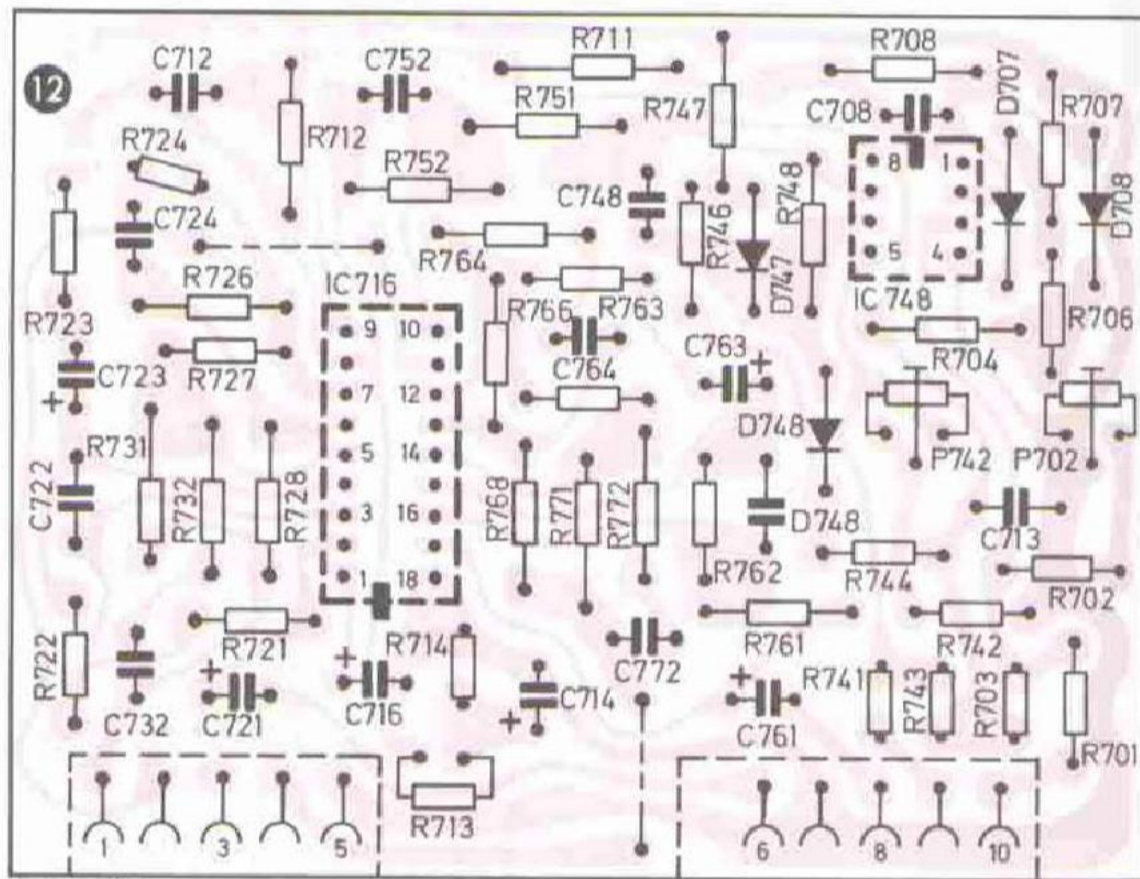 12
C712
C752
R711
R708
D707
R751
R747
C708
R707
R724
R712
R752
C748
R748
8
1
D708
C724
R764
R746
D747
5
4
R726
IC716
R766
R763
IC748
R723
R706
9
10
C763
+
R704
C723
R727
C764
+
7
12
R731
D748
P742
P702
5
14
C722
R732
R728
3
16
R768
R771
R772
D748
C713
R762
R744
1
18
R702
R721
R714
R722
C772
R761
R742
+
+
C714
+
R741
R743
R703
C732
C721
C716
+
C761
R701
1
3
5
R713
6
8
10